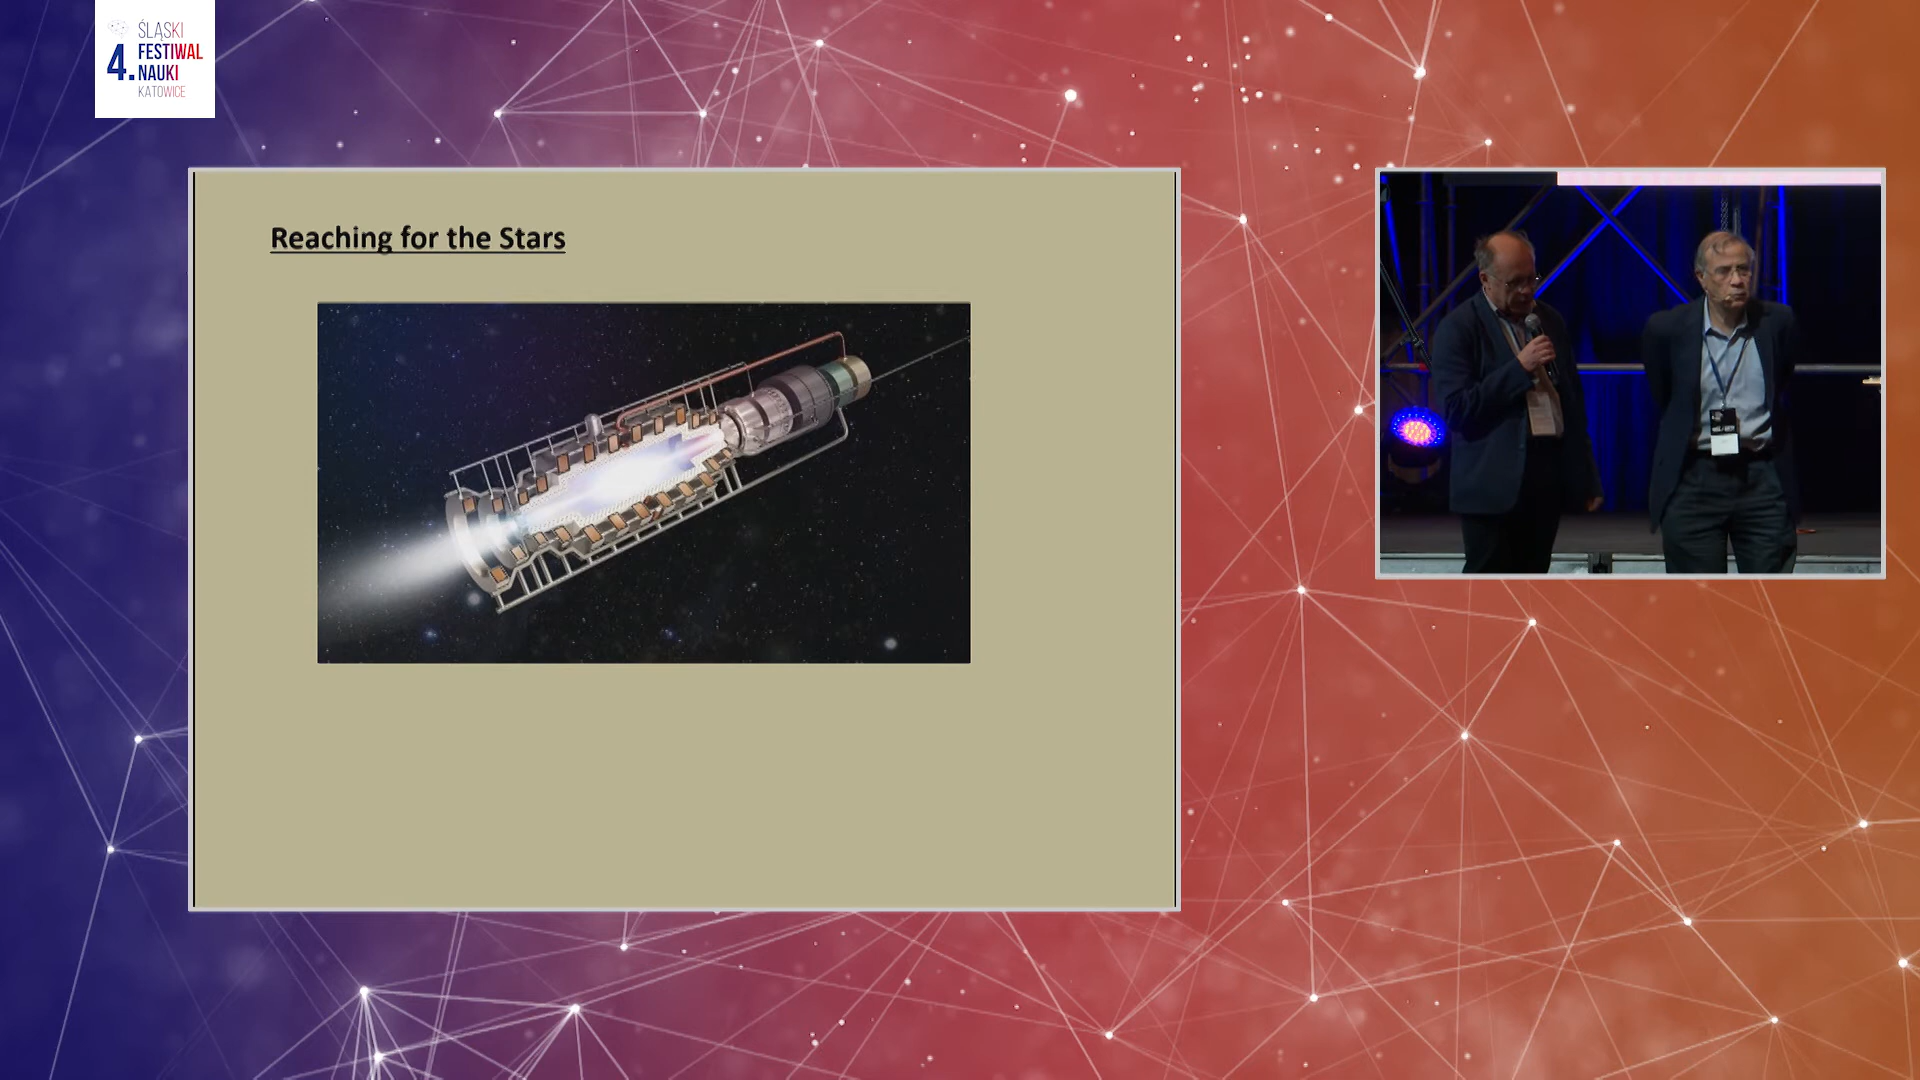 ŚLĄSKI
4. FESTIWAL
NAUKI
KATOWICE
Reaching for the Stars